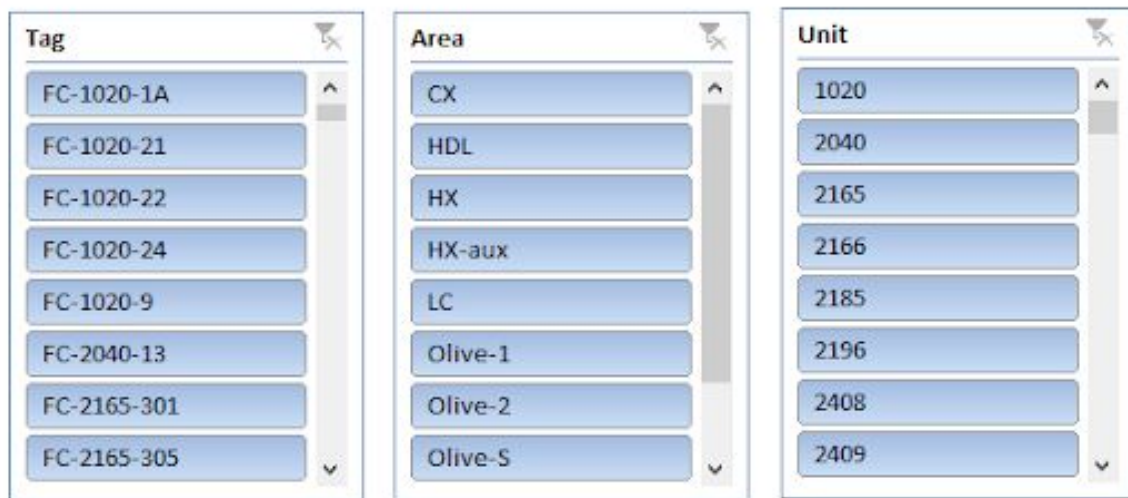 Tag
FC-1020-1A
FC-1020-21
FC-1020-22
FC-1020-24
FC-1020-9
FC-2040-13
FC-2165-301
FC-2165-305
Area
CX
HDL
HX
HX-aux
LC
Olive-1
Olive-2
Olive-S
Unit
1020
2040
2165
2166
2185
2196
2408
2409